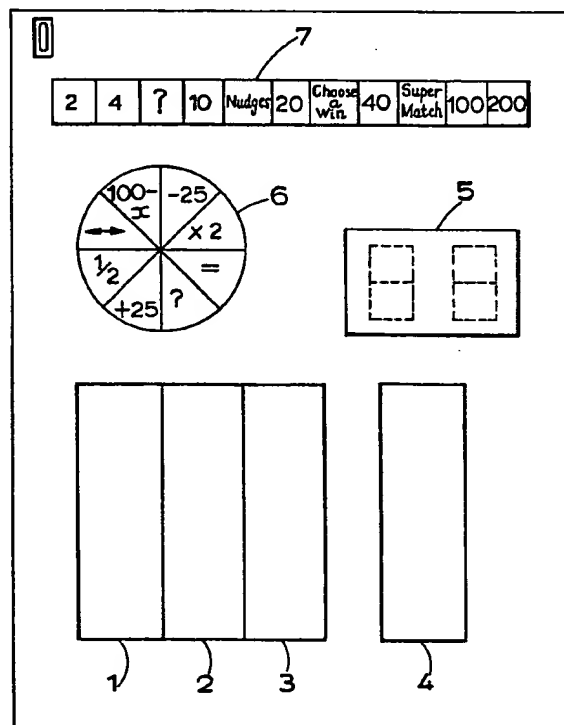 7
2 4 ? 10 Nudges 20 Choose a win 40 Super Match 100 200
100-x -25 6
↔ ×2 5
1/2 =
+25 ?
1 2 3 4